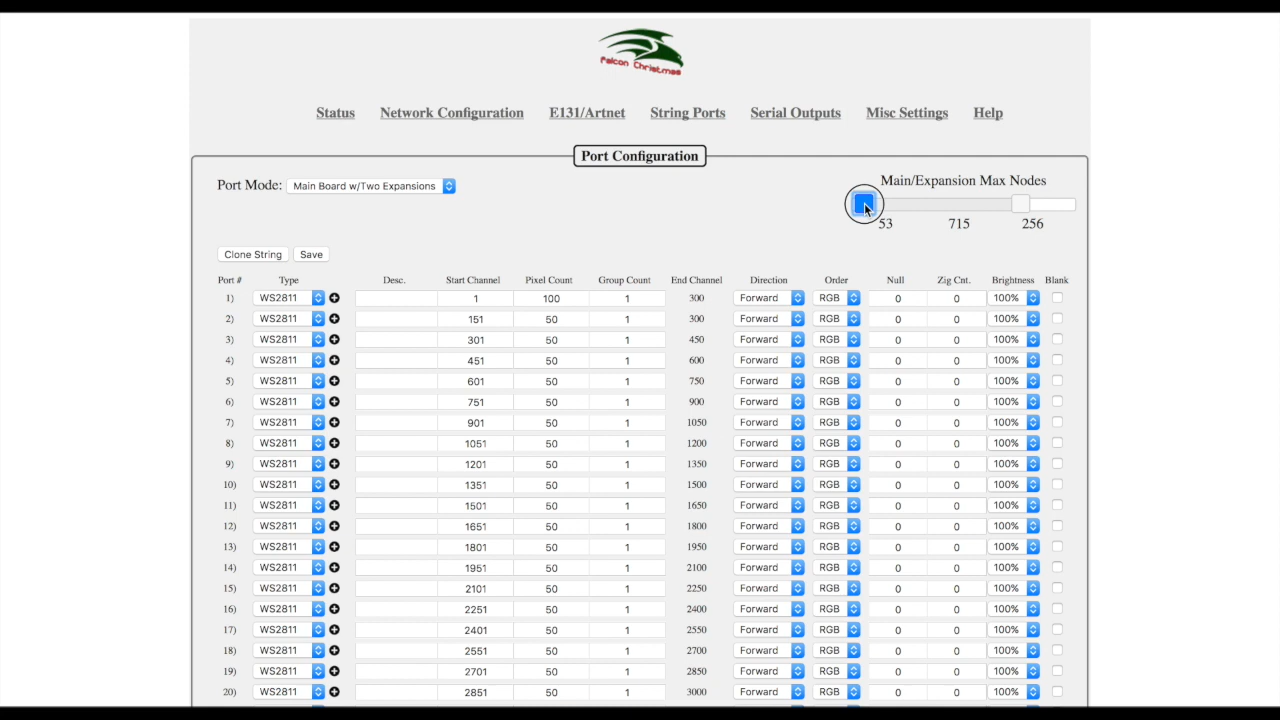 Falcon Christmas
Status Network Configuration E131/Artnet String Ports Serial Outputs Misc Settings Help
Port Configuration
Port Mode: Main Board w/Two Expansions
Main/Expansion Max Nodes
53 715 256
Clone String Save
Port # Type Desc. Start Channel Pixel Count Group Count End Channel Direction Order Null Zig Cnt. Brightness Blank
1) WS2811 1 100 1 300 Forward RGB 0 0 100%
2) WS2811 151 50 1 300 Forward RGB 0 0 100%
3) WS2811 301 50 1 450 Forward RGB 0 0 100%
4) WS2811 451 50 1 600 Forward RGB 0 0 100%
5) WS2811 601 50 1 750 Forward RGB 0 0 100%
6) WS2811 751 50 1 900 Forward RGB 0 0 100%
7) WS2811 901 50 1 1050 Forward RGB 0 0 100%
8) WS2811 1051 50 1 1200 Forward RGB 0 0 100%
9) WS2811 1201 50 1 1350 Forward RGB 0 0 100%
10) WS2811 1351 50 1 1500 Forward RGB 0 0 100%
11) WS2811 1501 50 1 1650 Forward RGB 0 0 100%
12) WS2811 1651 50 1 1800 Forward RGB 0 0 100%
13) WS2811 1801 50 1 1950 Forward RGB 0 0 100%
14) WS2811 1951 50 1 2100 Forward RGB 0 0 100%
15) WS2811 2101 50 1 2250 Forward RGB 0 0 100%
16) WS2811 2251 50 1 2400 Forward RGB 0 0 100%
17) WS2811 2401 50 1 2550 Forward RGB 0 0 100%
18) WS2811 2551 50 1 2700 Forward RGB 0 0 100%
19) WS2811 2701 50 1 2850 Forward RGB 0 0 100%
20) WS2811 2851 50 1 3000 Forward RGB 0 0 100%